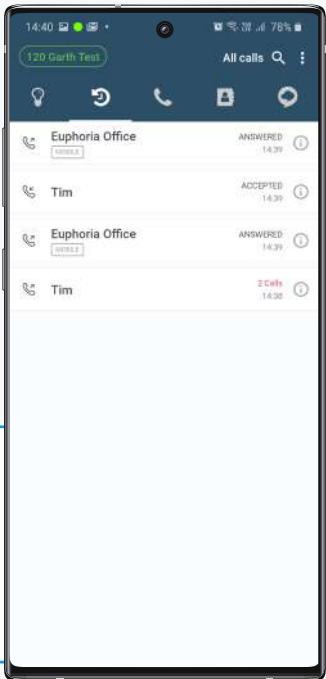 14:40
76%
120 Garth Test
All calls
Euphoria Office
MOBILE
ANSWERED
14:39
Tim
ACCEPTED
14:39
Euphoria Office
MOBILE
ANSWERED
14:39
Tim
2 Calls
14:38